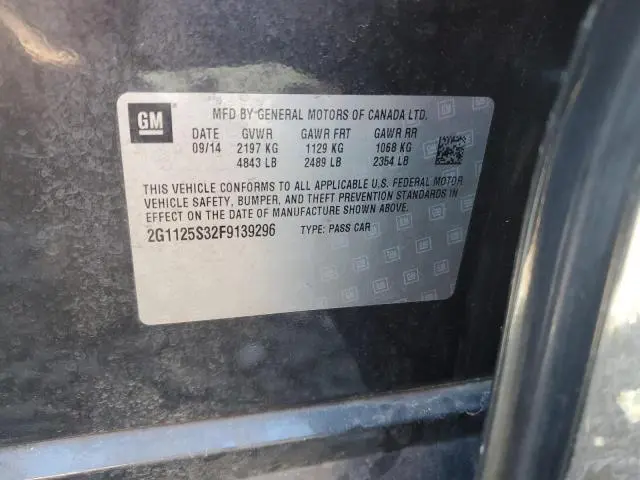 GM
MFD BY GENERAL MOTORS OF CANADA LTD.
DATE GVWR GAWR FRT GAWR RR
09/14 2197 KG 1129 KG 1068 KG
4843 LB 2489 LB 2354 LB
THIS VEHICLE CONFORMS TO ALL APPLICABLE U.S. FEDERAL MOTOR
VEHICLE SAFETY, BUMPER, AND THEFT PREVENTION STANDARDS IN
EFFECT ON THE DATE OF MANUFACTURE SHOWN ABOVE.
2G1125S32F9139296 TYPE: PASS CAR